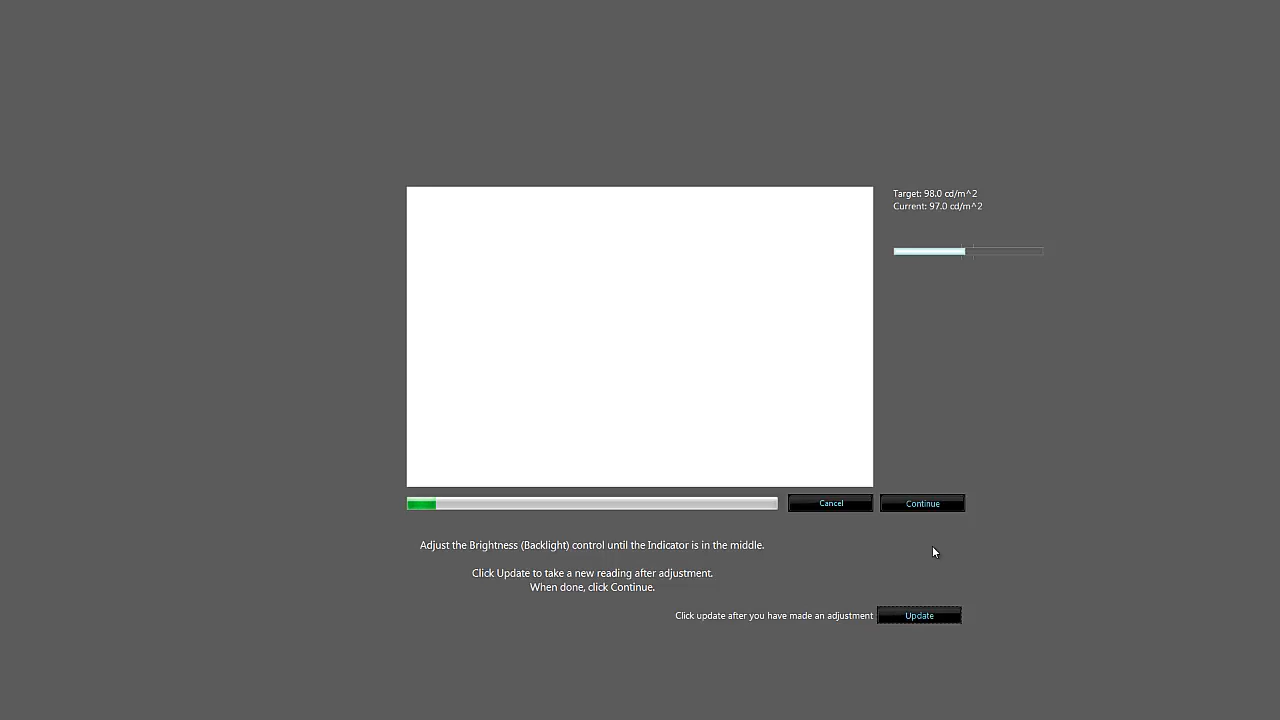 Target: 98.0 cd/m^2
Current: 97.0 cd/m^2
Cancel
Continue
Adjust the Brightness (Backlight) control until the Indicator is in the middle.
Click Update to take a new reading after adjustment.
When done, click Continue.
Click update after you have made an adjustment
Update